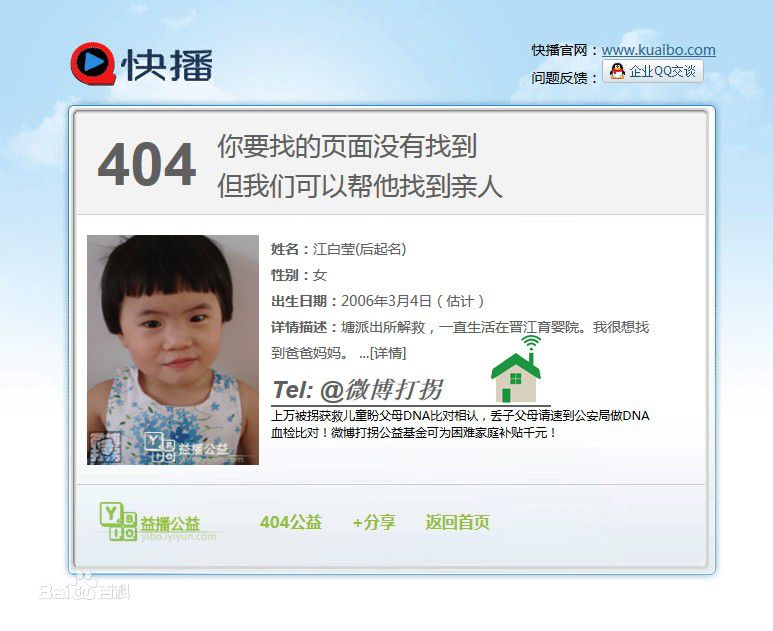 快播
快播官网：www.kuaibo.com
问题反馈： 企业QQ交谈
404
你要找的页面没有找到
但我们可以帮他找到亲人
姓名：江白莹(后起名)
性别：女
出生日期：2006年3月4日（估计）
详情描述：塘派出所解救，一直生活在晋江育婴院。我很想找
到爸爸妈妈。 ...[详情]
Tel: @微博打拐
上万被拐获救儿童盼父母DNA比对相认，丢子父母请速到公安局做DNA
血检比对！微博打拐公益基金可为困难家庭补贴千元！
YIBO 益播公益
YIBO 益播公益
yibo.iyiyun.com
404公益 +分享 返回首页
Baidu百科